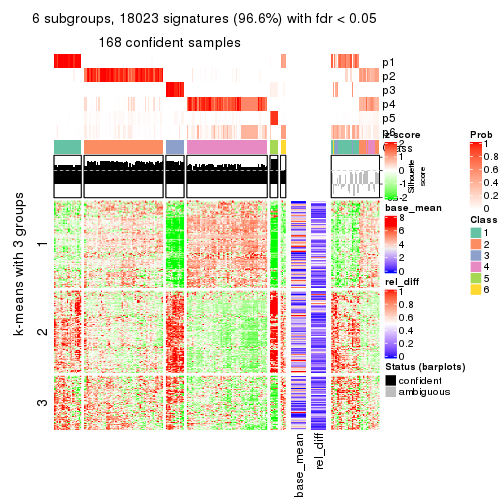 6 subgroups, 18023 signatures (96.6%) with fdr < 0.05
168 confident samples
p1
p2
p3
p4
p5
p6
Class
Silhouette
score
k-means with 3 groups
1
2
3
base_mean
rel_diff
z-score
2
1
0
-1
-2
base_mean
8
6
4
2
0
rel_diff
1
0.8
0.6
0.4
0.2
0
Status (barplots)
confident
ambiguous
Prob
1
0.8
0.6
0.4
0.2
0
Class
1
2
3
4
5
6